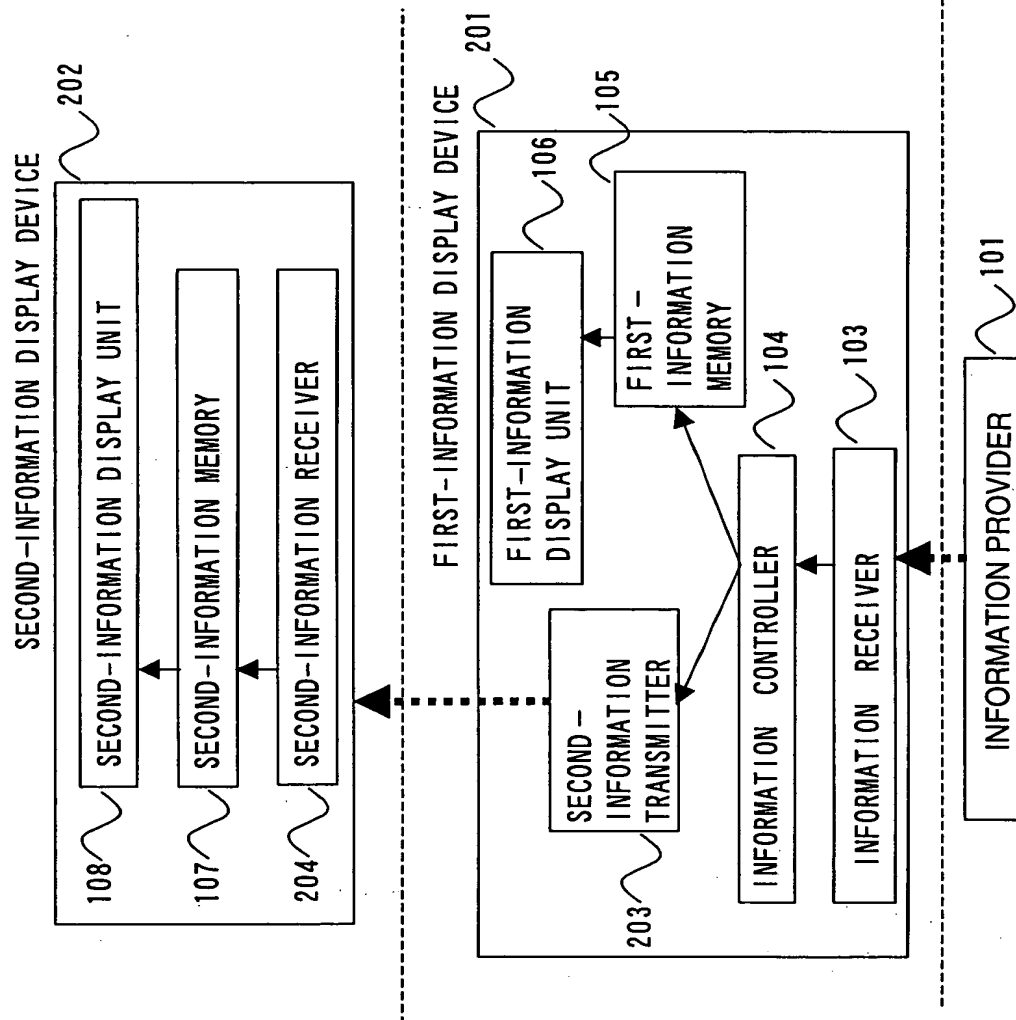 SECOND-INFORMATION DISPLAY DEVICE
202
SECOND-INFORMATION DISPLAY UNIT
108
SECOND-INFORMATION MEMORY
107
SECOND-INFORMATION RECEIVER
204
FIRST-INFORMATION DISPLAY DEVICE
201
FIRST-INFORMATION
DISPLAY UNIT
106
FIRST-
INFORMATION
MEMORY
105
SECOND-
INFORMATION
TRANSMITTER
203
INFORMATION CONTROLLER
104
INFORMATION RECEIVER
103
INFORMATION PROVIDER
101